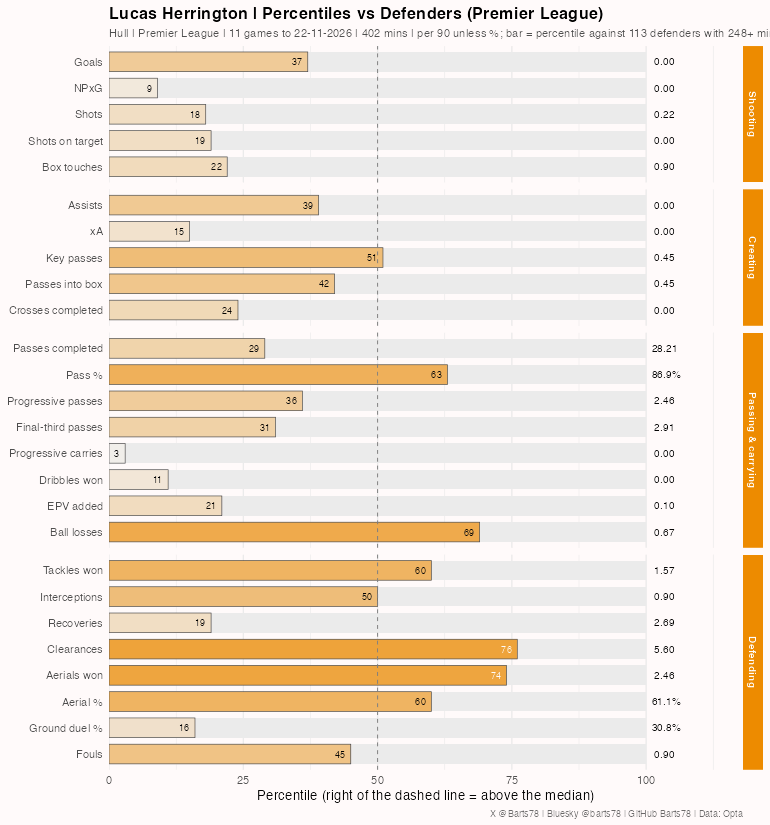 Lucas Herrington | Percentiles vs Defenders (Premier League)
Hull | Premier League | 11 games to 22-11-2026 | 402 mins | per 90 unless %; bar = percentile against 113 defenders with 248+
Goals 37 0.00
NPxG 9 0.00
Shots 18 0.22
Shots on target 19 0.00
Box touches 22 0.90
Shooting
Assists 39 0.00
xA 15 0.00
Key passes 51 0.45
Passes into box 42 0.45
Crosses completed 24 0.00
Creating
Passes completed 29 28.21
Pass % 63 86.9%
Progressive passes 36 2.46
Final-third passes 31 2.91
Progressive carries 3 0.00
Dribbles won 11 0.00
EPV added 21 0.10
Ball losses 69 0.67
Passing & carrying
Tackles won 60 1.57
Interceptions 50 0.90
Recoveries 19 2.69
Clearances 76 5.60
Aerials won 74 2.46
Aerial % 60 61.1%
Ground duel % 16 30.8%
Fouls 45 0.90
Defending
0 25 50 75 100
Percentile (right of the dashed line = above the median)
X @Barts78 | Bluesky @barts78 | GitHub Barts78 | Data: Opta